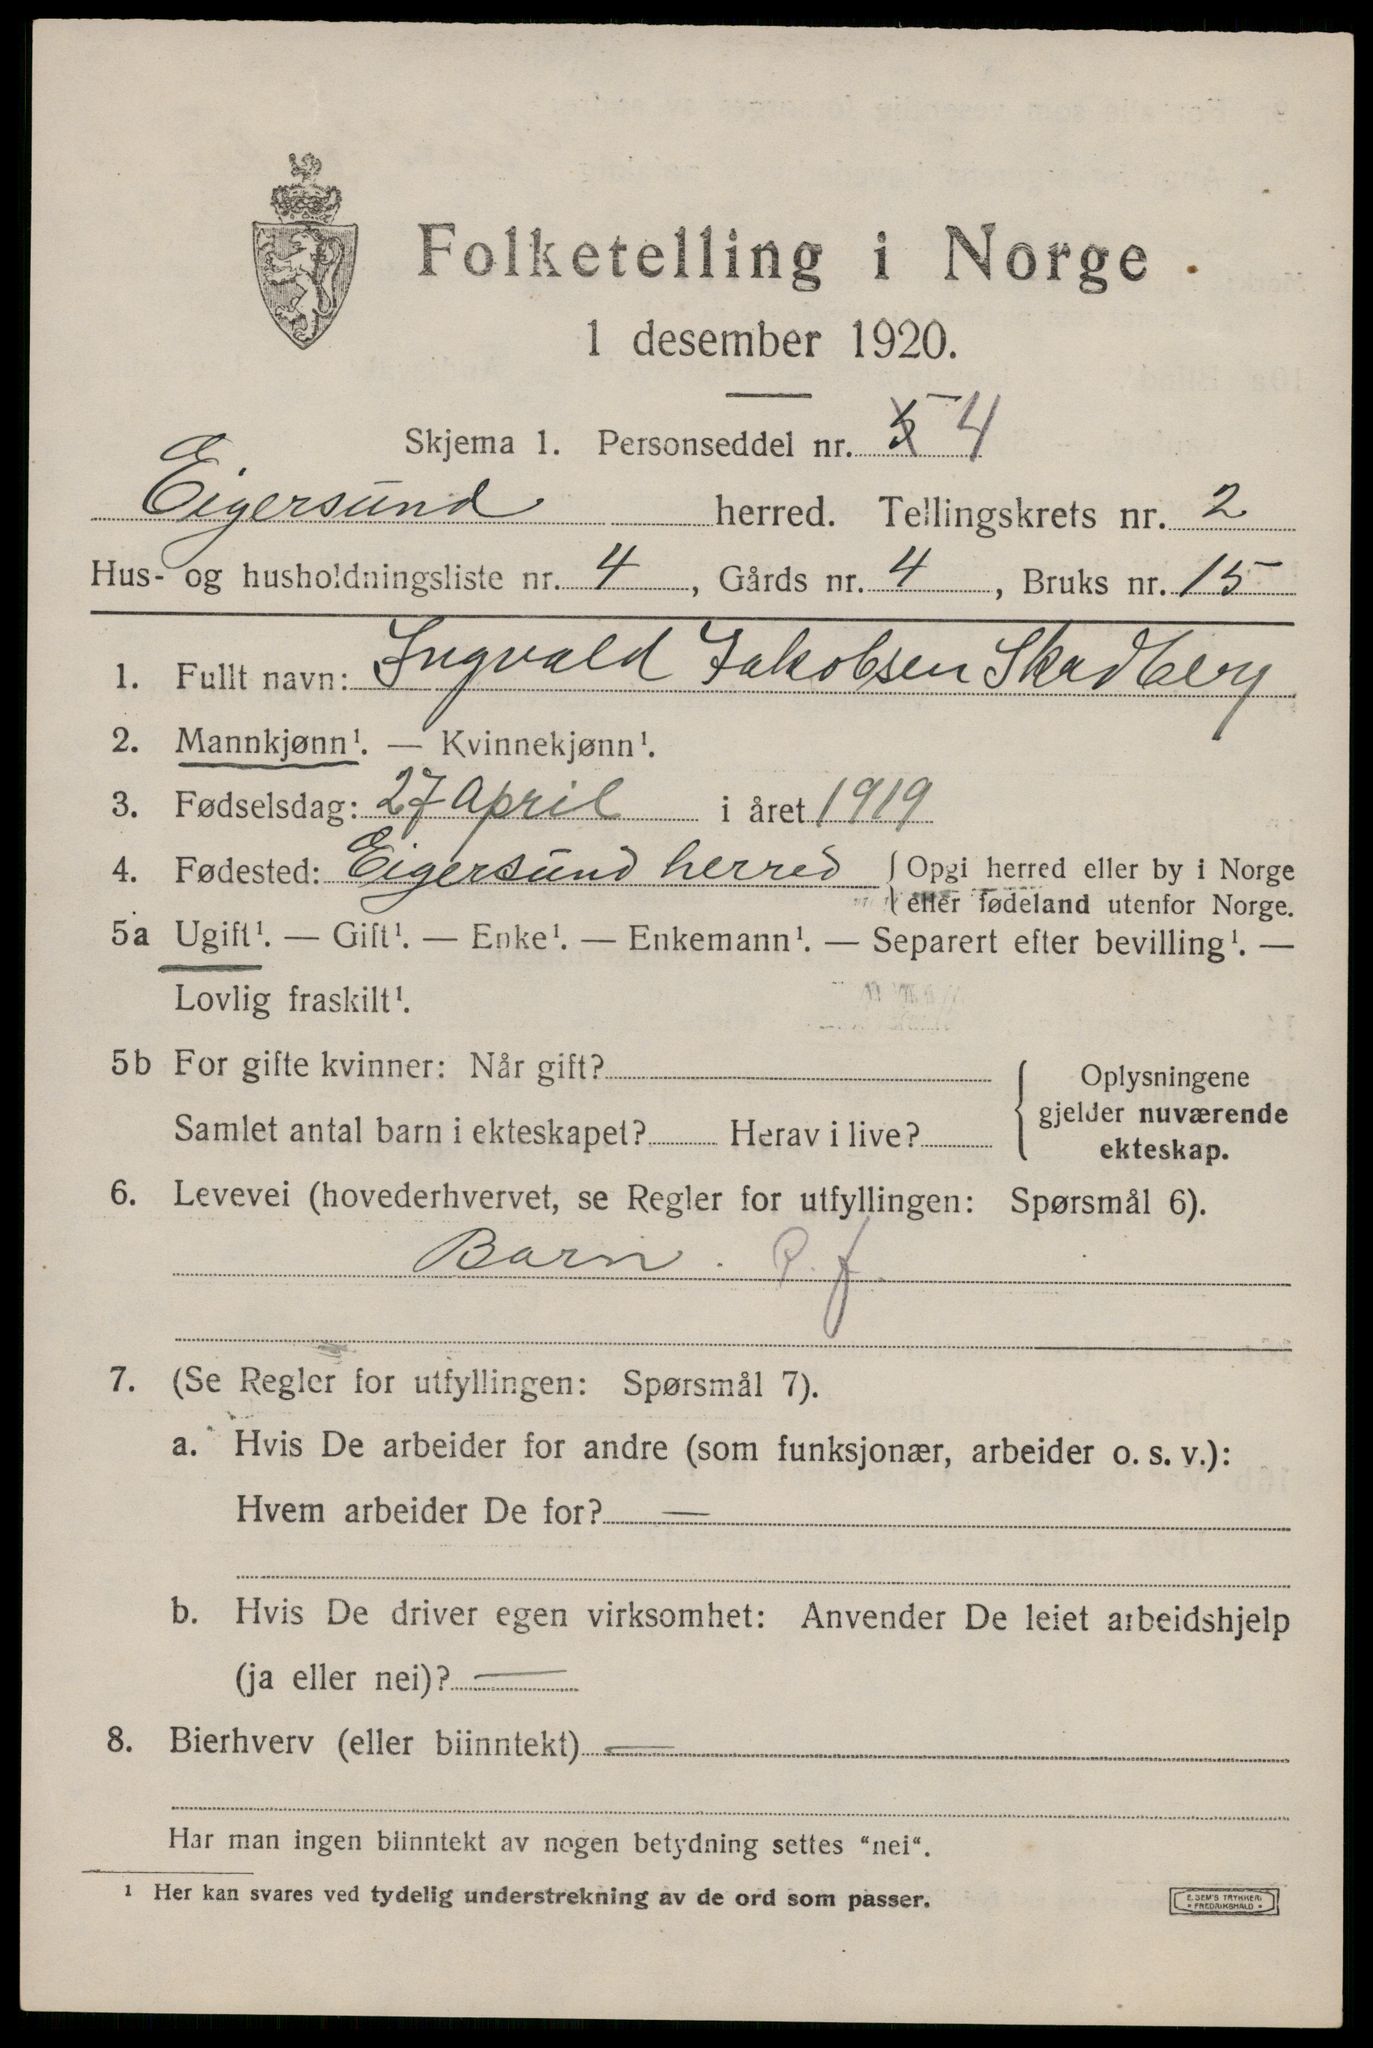 Folketelling i Norge
1 desember 1920.
Skjema 1. Personseddel nr. 5 4
Eigersund herred. Tellingskrets nr. 2
Hus- og husholdningsliste nr. 4, Gårds nr. 4, Bruks nr. 15
1. Fullt navn: Ingvald Jakobsen Skadberg
2. Mannkjønn¹. — Kvinnekjønn¹.
3. Fødselsdag: 27 April i året 1919
4. Fødested: Eigersund herred { Opgi herred eller by i Norge
eller fødeland utenfor Norge.
5a Ugift¹. — Gift¹. — Enke¹. — Enkemann¹. — Separert efter bevilling¹. —
Lovlig fraskilt¹.
5b For gifte kvinner: Når gift? { Oplysningene
gjelder nuværende
Samlet antal barn i ekteskapet? Herav i live?
ekteskap.
6. Levevei (hovederhvervet, se Regler for utfyllingen: Spørsmål 6).
Barn. P. f.
7. (Se Regler for utfyllingen: Spørsmål 7).
a. Hvis De arbeider for andre (som funksjonær, arbeider o. s. v.):
Hvem arbeider De for? —
b. Hvis De driver egen virksomhet: Anvender De leiet arbeidshjelp
(ja eller nei)? —
8. Bierhverv (eller biinntekt) —
Har man ingen biinntekt av nogen betydning settes "nei".
¹ Her kan svares ved tydelig understrekning av de ord som passer.
E. SEM'S TRYKKERI
• FREDRIKSHALD •